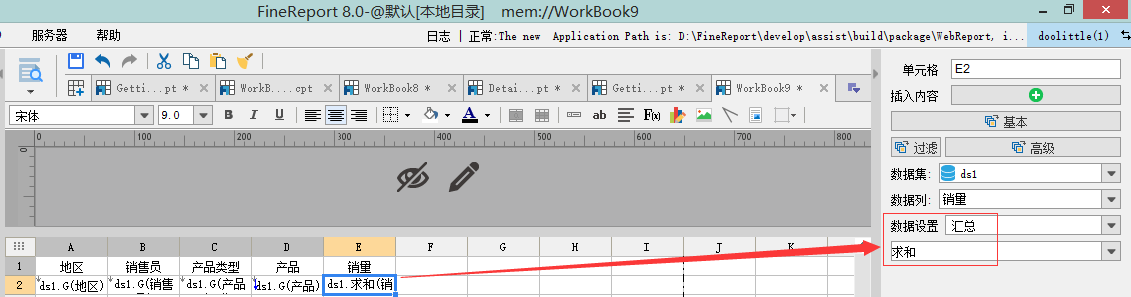 FineReport 8.0-@默认[本地目录] mem://WorkBook9
服务器 帮助 日志 | 正常:The new Application Path is: D:\FineReport\develop\assist\build\package\WebReport, i... doolittle(1)
Getti...pt * WorkB....cpt WorkBook8 * Detai...pt * Getti...pt * WorkBook9 *
宋体 9.0 B I U A ab F(x)
0 100 200 300 400 500 600 700 800
0
A B C D E F G H I J K
1 地区 销售员 产品类型 产品 销量
2 ds1.G(地区) ds1.G(销售 ds1.G(产品 ds1.G(产品) ds1.求和(销
单元格 E2
插入内容
基本
过滤 高级
数据集: ds1
数据列: 销量
数据设置 汇总
求和